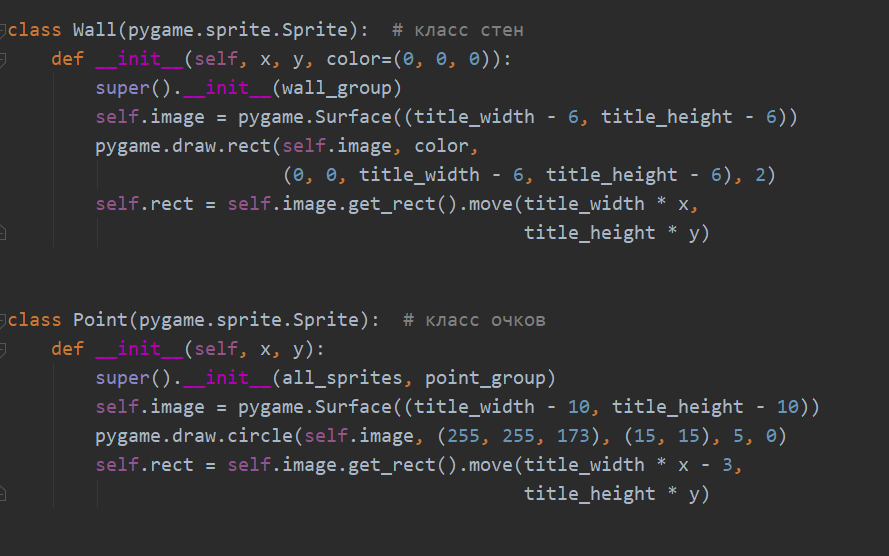 class Wall(pygame.sprite.Sprite):  # класс стен
    def __init__(self, x, y, color=(0, 0, 0)):
        super().__init__(wall_group)
        self.image = pygame.Surface((title_width - 6, title_height - 6))
        pygame.draw.rect(self.image, color,
                         (0, 0, title_width - 6, title_height - 6), 2)
        self.rect = self.image.get_rect().move(title_width * x,
                                               title_height * y)
class Point(pygame.sprite.Sprite):  # класс очков
    def __init__(self, x, y):
        super().__init__(all_sprites, point_group)
        self.image = pygame.Surface((title_width - 10, title_height - 10))
        pygame.draw.circle(self.image, (255, 255, 173), (15, 15), 5, 0)
        self.rect = self.image.get_rect().move(title_width * x - 3,
                                               title_height * y)